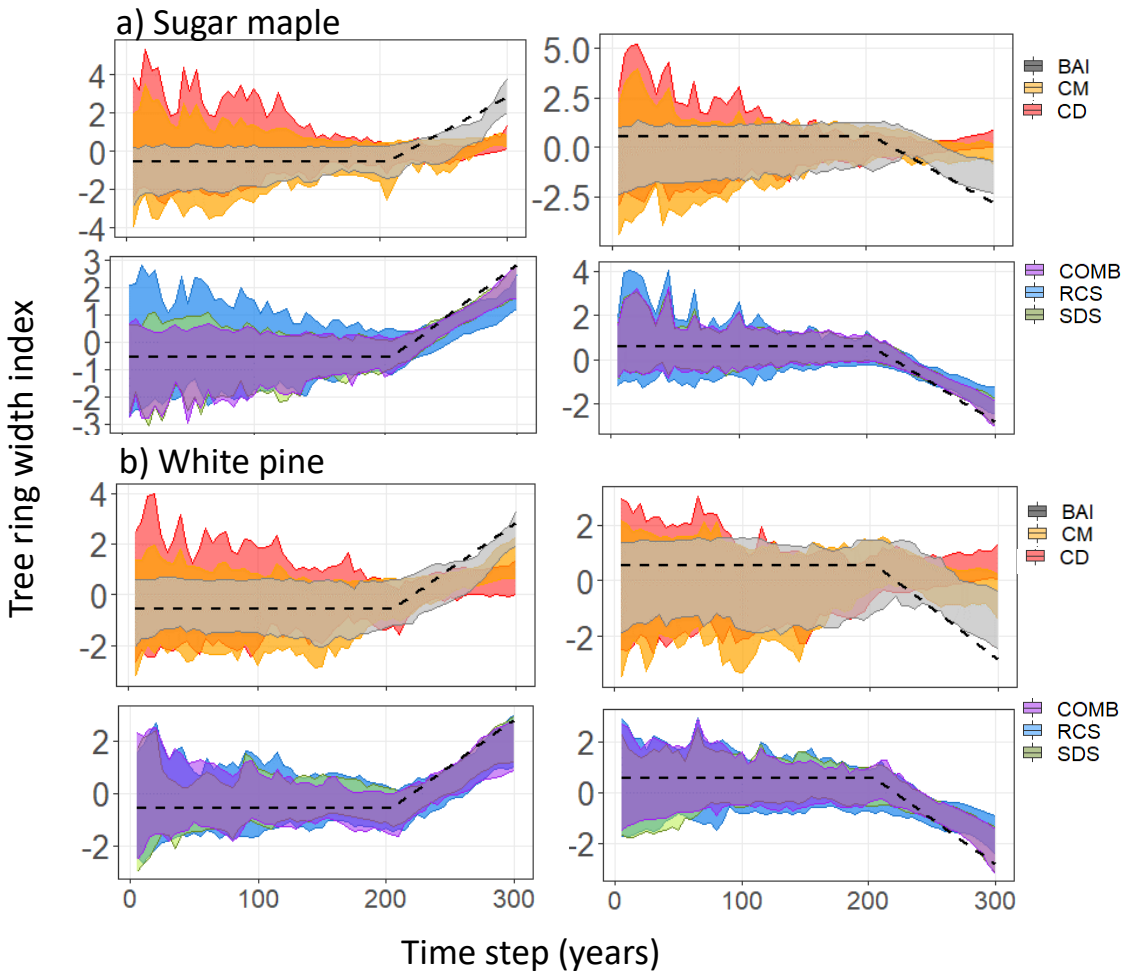 a) Sugar maple
4
2
0
-2
-4
5.0
2.5
0.0
-2.5
BAI
CM
CD
3
2
1
0
-1
-2
-3
4
2
0
-2
COMB
RCS
SDS
Tree ring width index
b) White pine
4
2
0
-2
2
0
-2
BAI
CM
CD
2
0
-2
2
0
-2
COMB
RCS
SDS
0 100 200 300
0 100 200 300
Time step (years)